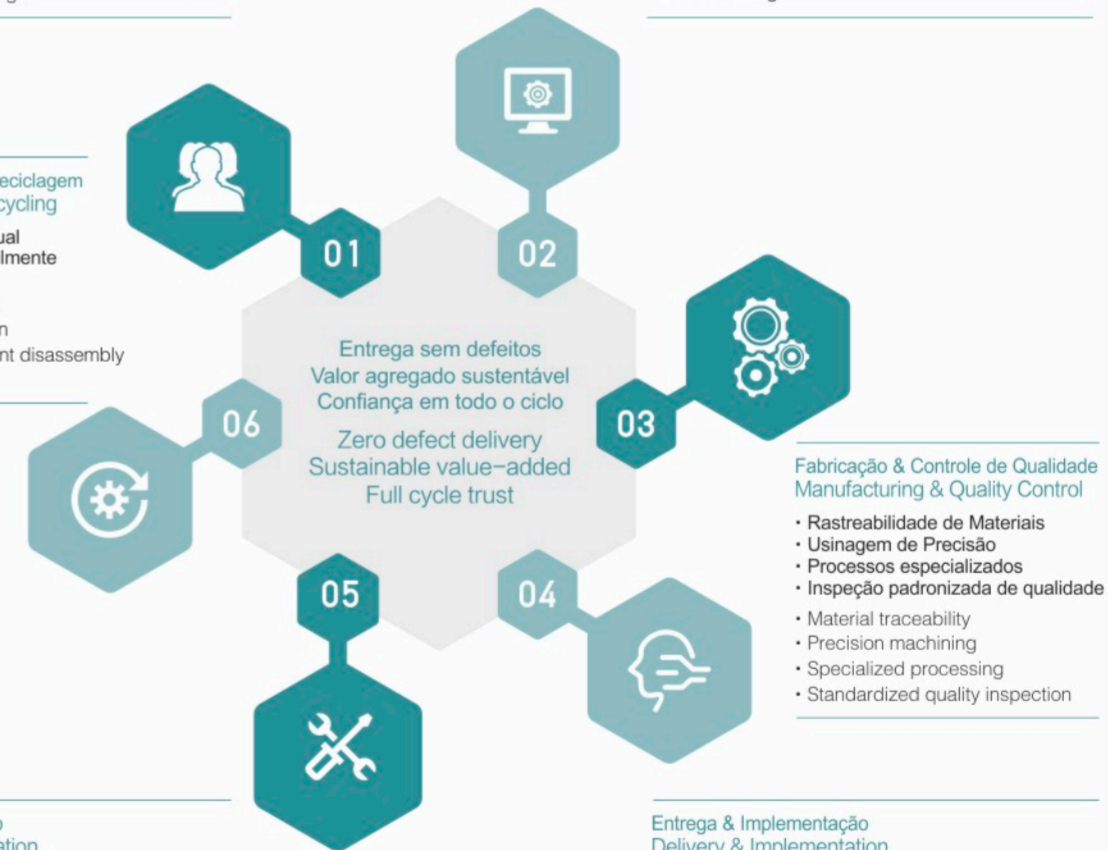 eciclagem
cycling
ual
lmente
n
nt disassembly
01
02
03
04
05
06
Entrega sem defeitos
Valor agregado sustentável
Confiança em todo o ciclo
Zero defect delivery
Sustainable value-added
Full cycle trust
Fabricação & Controle de Qualidade
Manufacturing & Quality Control
• Rastreabilidade de Materiais
• Usinagem de Precisão
• Processos especializados
• Inspeção padronizada de qualidade
• Material traceability
• Precision machining
• Specialized processing
• Standardized quality inspection
ation
Entrega & Implementação
Delivery & Implementation